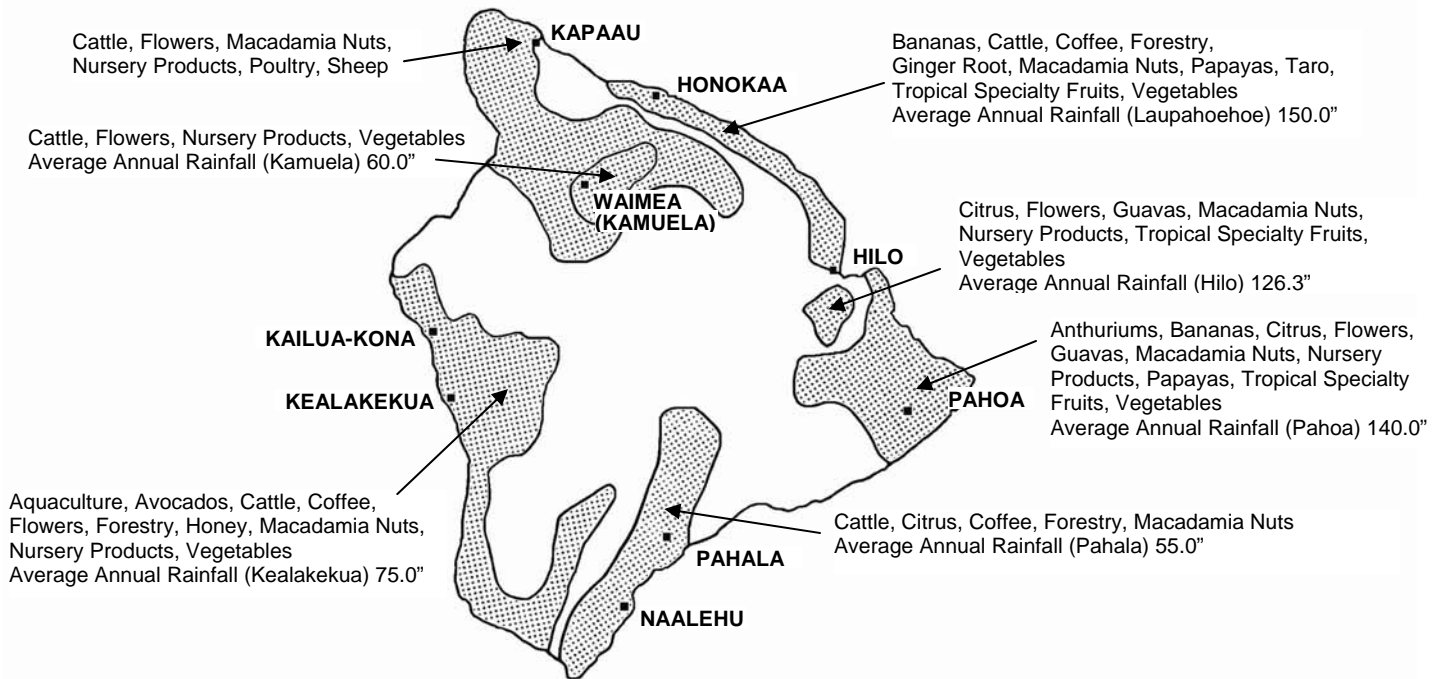 KAPAAU
Cattle, Flowers, Macadamia Nuts,
Nursery Products, Poultry, Sheep
Bananas, Cattle, Coffee, Forestry,
Ginger Root, Macadamia Nuts, Papayas, Taro,
Tropical Specialty Fruits, Vegetables
Average Annual Rainfall (Laupahoehoe) 150.0”
HONOKAA
Cattle, Flowers, Nursery Products, Vegetables
Average Annual Rainfall (Kamuela) 60.0”
WAIMEA
(KAMUELA)
Citrus, Flowers, Guavas, Macadamia Nuts,
Nursery Products, Tropical Specialty Fruits,
Vegetables
Average Annual Rainfall (Hilo) 126.3”
HILO
KAILUA-KONA
Anthuriums, Bananas, Citrus, Flowers,
Guavas, Macadamia Nuts, Nursery
Products, Papayas, Tropical Specialty
Fruits, Vegetables
Average Annual Rainfall (Pahoa) 140.0”
KEALAKEKUA
PAHOA
Aquaculture, Avocados, Cattle, Coffee,
Flowers, Forestry, Honey, Macadamia Nuts,
Nursery Products, Vegetables
Average Annual Rainfall (Kealakekua) 75.0”
Cattle, Citrus, Coffee, Forestry, Macadamia Nuts
Average Annual Rainfall (Pahala) 55.0”
PAHALA
NAALEHU